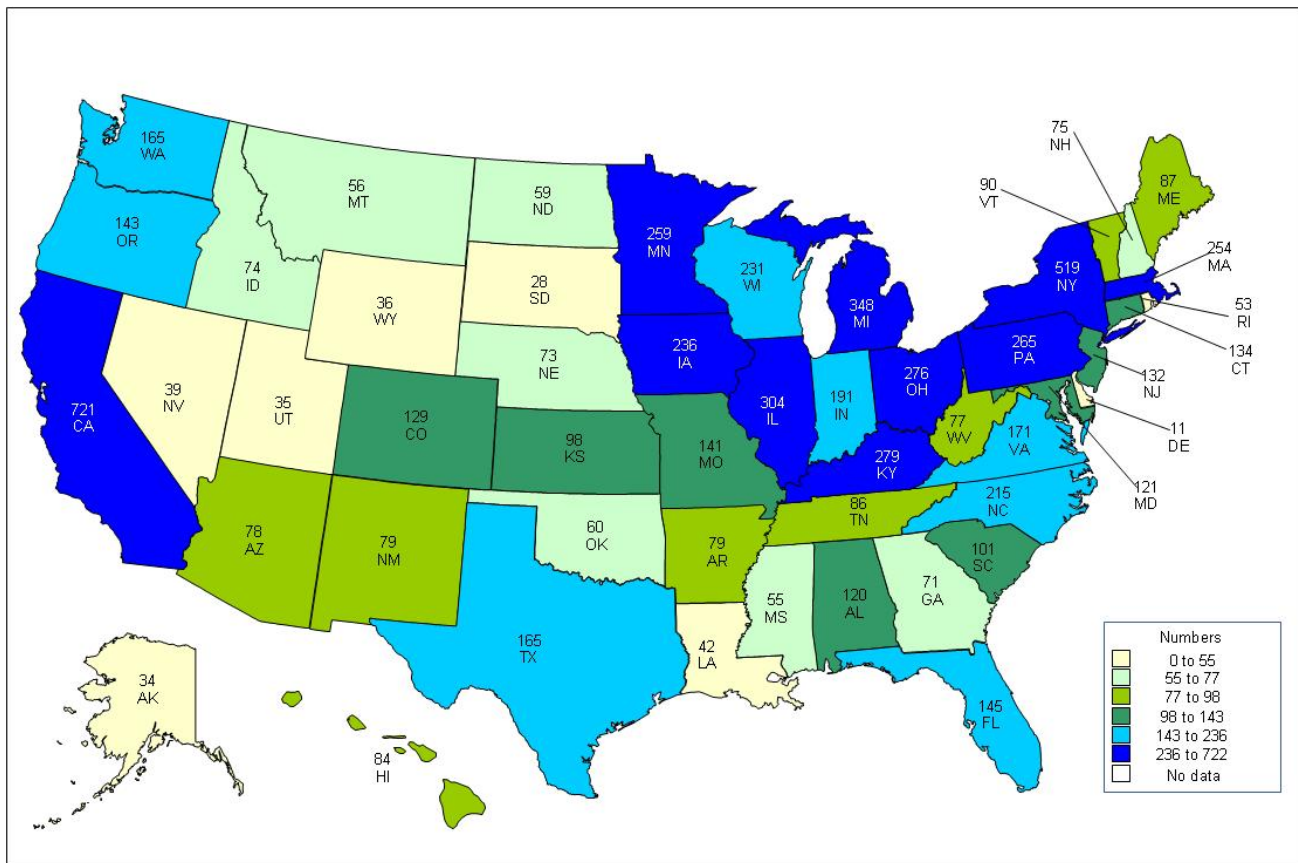 75
NH
90
VT
87
ME
165
WA
56
MT
59
ND
143
OR
259
MN
519
NY
254
MA
74
ID
28
SD
231
WI
53
RI
36
WY
348
MI
134
CT
236
IA
265
PA
73
NE
276
OH
132
NJ
39
NV
35
UT
304
IL
191
IN
721
CA
129
CO
98
KS
141
MO
77
WV
171
VA
11
DE
279
KY
121
MD
215
NC
86
TN
78
AZ
79
NM
60
OK
79
AR
101
SC
55
MS
120
AL
71
GA
165
TX
42
LA
34
AK
84
HI
145
FL
Numbers
0 to 55
55 to 77
77 to 98
98 to 143
143 to 236
236 to 722
No data